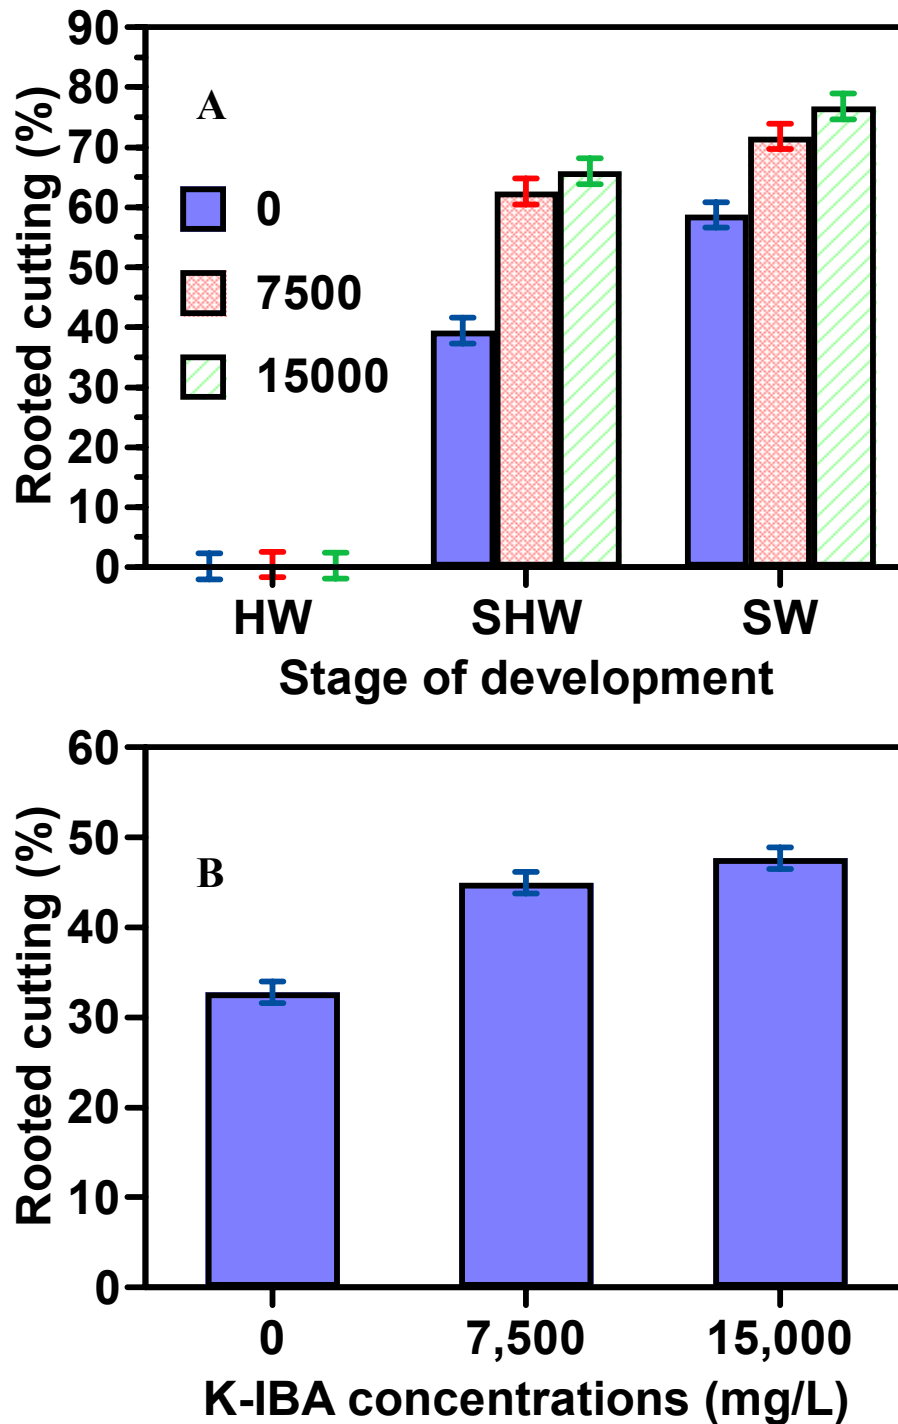 90
80
70
60
50
40
30
20
10
0
Rooted cutting (%)
A
0
7500
15000
HW SHW SW
Stage of development
60
50
40
30
20
10
0
Rooted cutting (%)
B
0 7,500 15,000
K-IBA concentrations (mg/L)